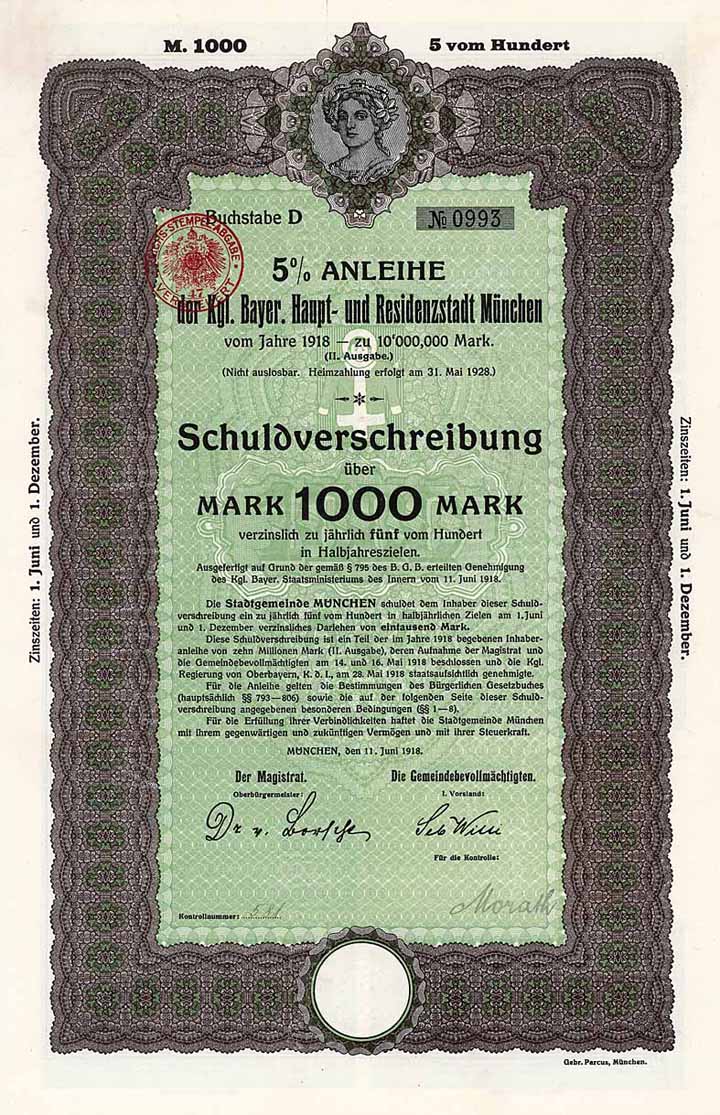 M. 1000
5 vom Hundert
Buchstabe D
№ 0993
REICHS-STEMPELABGABE
17
VERSTEUERT
5% ANLEIHE
der Kgl. Bayer. Haupt- und Residenzstadt München
vom Jahre 1918 — zu 10'000,000 Mark.
(II. Ausgabe.)
(Nicht auslosbar. Heimzahlung erfolgt am 31. Mai 1928.)
Schuldverschreibung
über
MARK 1000 MARK
verzinslich zu jährlich fünf vom Hundert
in Halbjahreszielen.
Ausgefertigt auf Grund der gemäß § 795 des B. G. B. erteilten Genehmigung
des Kgl. Bayer. Staatsministeriums des Innern vom 11. Juni 1918.
Die Stadtgemeinde MÜNCHEN schuldet dem Inhaber dieser Schuld-
verschreibung ein zu jährlich fünf vom Hundert in halbjährlichen Zielen am 1. Juni
und 1. Dezember verzinsliches Darlehen von eintausend Mark.
Diese Schuldverschreibung ist ein Teil der im Jahre 1918 begebenen Inhaber-
anleihe von zehn Millionen Mark (II. Ausgabe), deren Aufnahme der Magistrat und
die Gemeindebevollmächtigten am 14. und 16. Mai 1918 beschlossen und die Kgl.
Regierung von Oberbayern, K. d. I., am 28. Mai 1918 staatsaufsichtlich genehmigte.
Für die Anleihe gelten die Bestimmungen des Bürgerlichen Gesetzbuches
(hauptsächlich §§ 793—806) sowie die auf der folgenden Seite dieser Schuld-
verschreibung angegebenen besonderen Bedingungen (§§ 1—8).
Für die Erfüllung ihrer Verbindlichkeiten haftet die Stadtgemeinde München
mit ihrem gegenwärtigen und zukünftigen Vermögen und mit ihrer Steuerkraft.
MÜNCHEN, den 11. Juni 1918.
Der Magistrat.
Die Gemeindebevollmächtigten.
Oberbürgermeister:
I. Vorstand:
Dr v. Borscht
Seb Witti
Für die Kontrolle:
Morath
Kontrollnummer:
Zinszeiten: 1. Juni und 1. Dezember.
Zinszeiten: 1. Juni und 1. Dezember.
Gebr. Parcus, München.